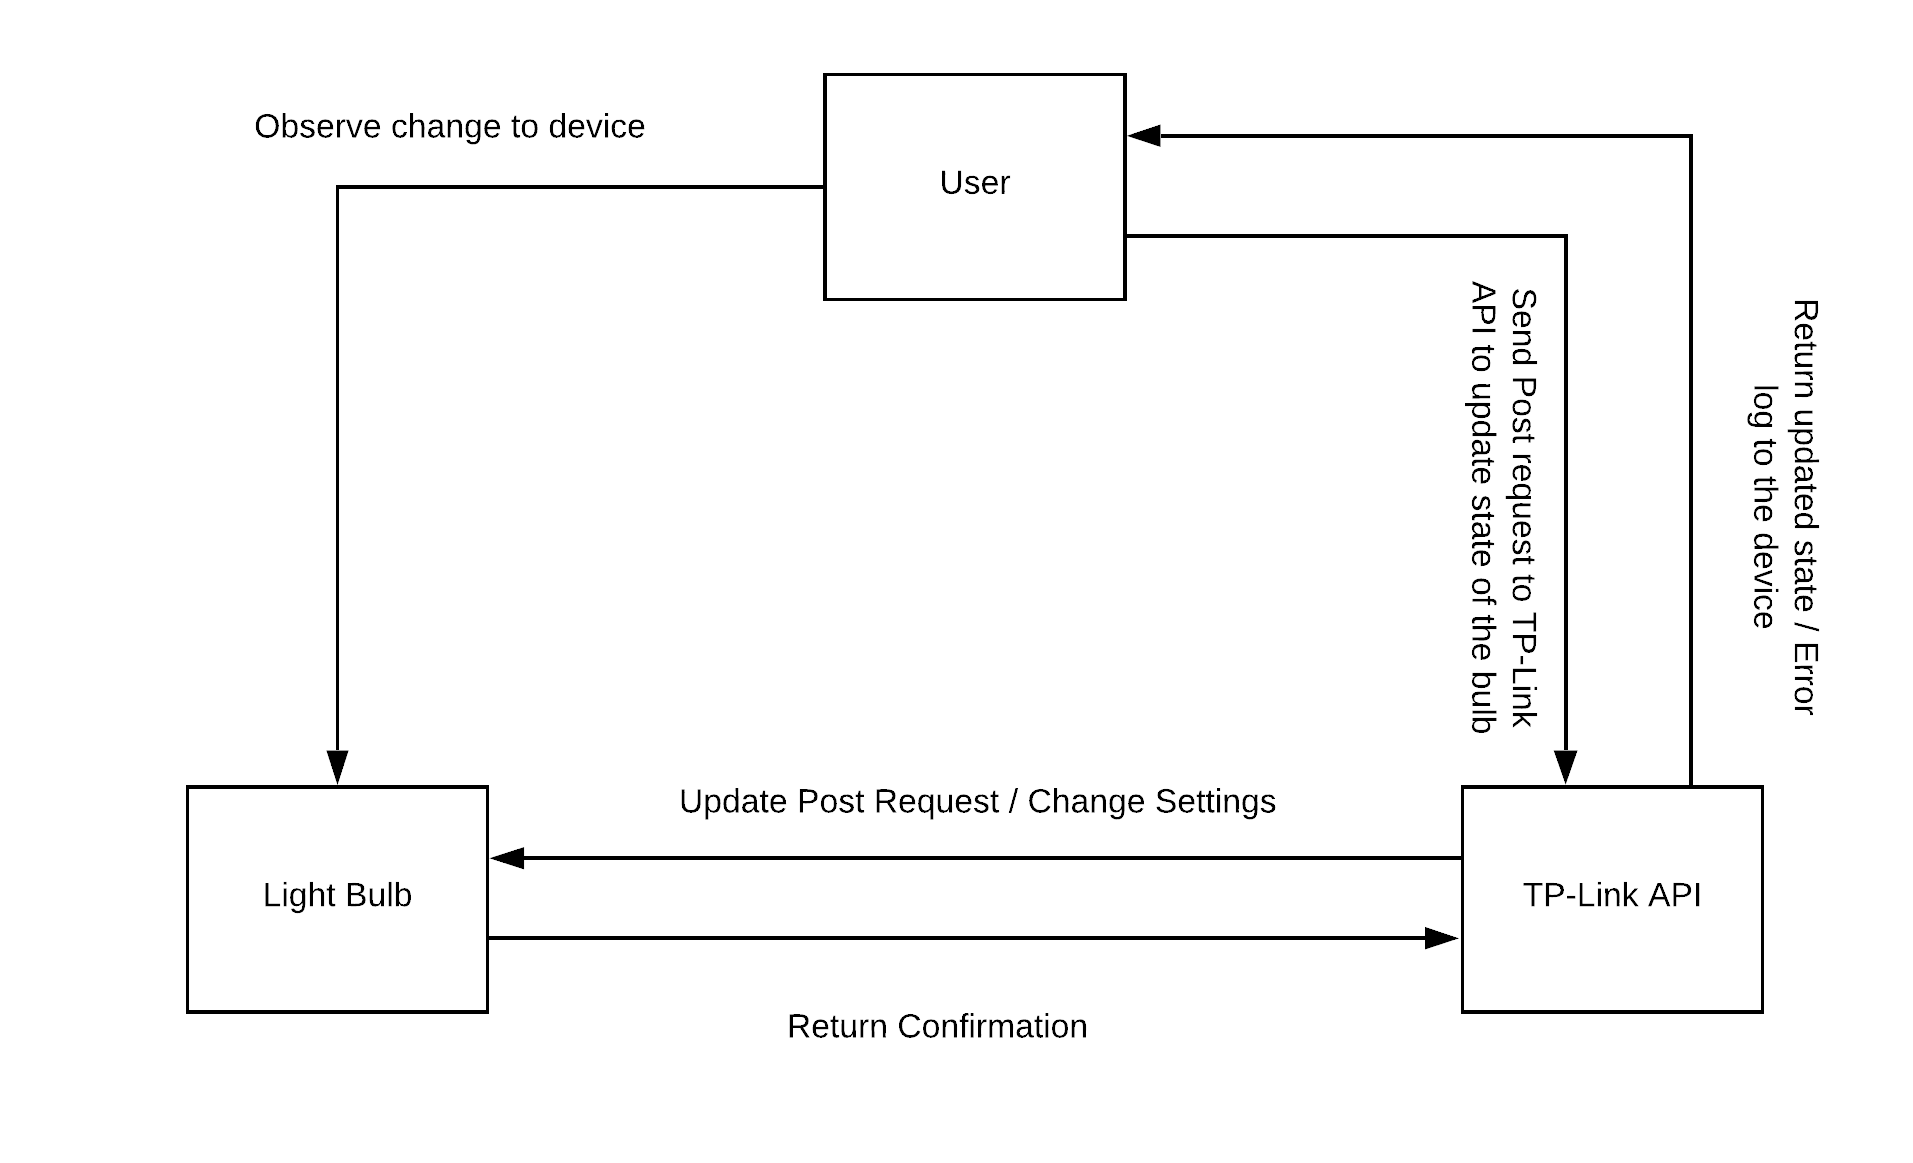 Observe change to device
User
Send Post request to TP-Link
API to update state of the bulb
Return updated state / Error
log to the device
Update Post Request / Change Settings
Light Bulb
TP-Link API
Return Confirmation